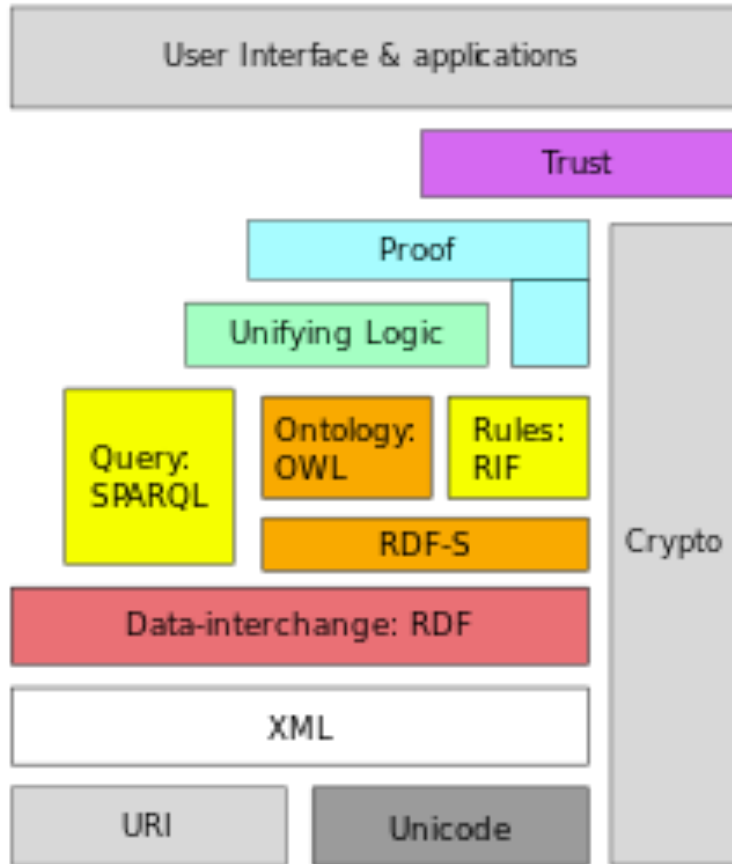 User Interface & applications
Trust
Proof
Unifying Logic
Query:
SPARQL
Ontology:
OWL
Rules:
RIF
RDF-S
Crypto
Data-interchange: RDF
XML
URI
Unicode